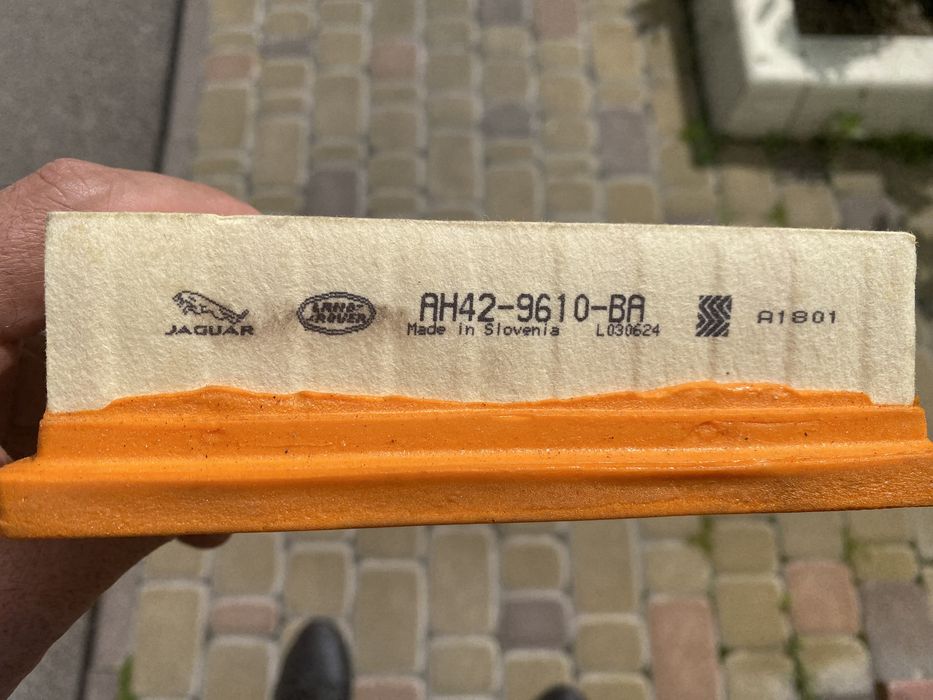 JAGUAR
LAND-
ROVER
AH42-9610-BA
Made in Slovenia L030624
A1801